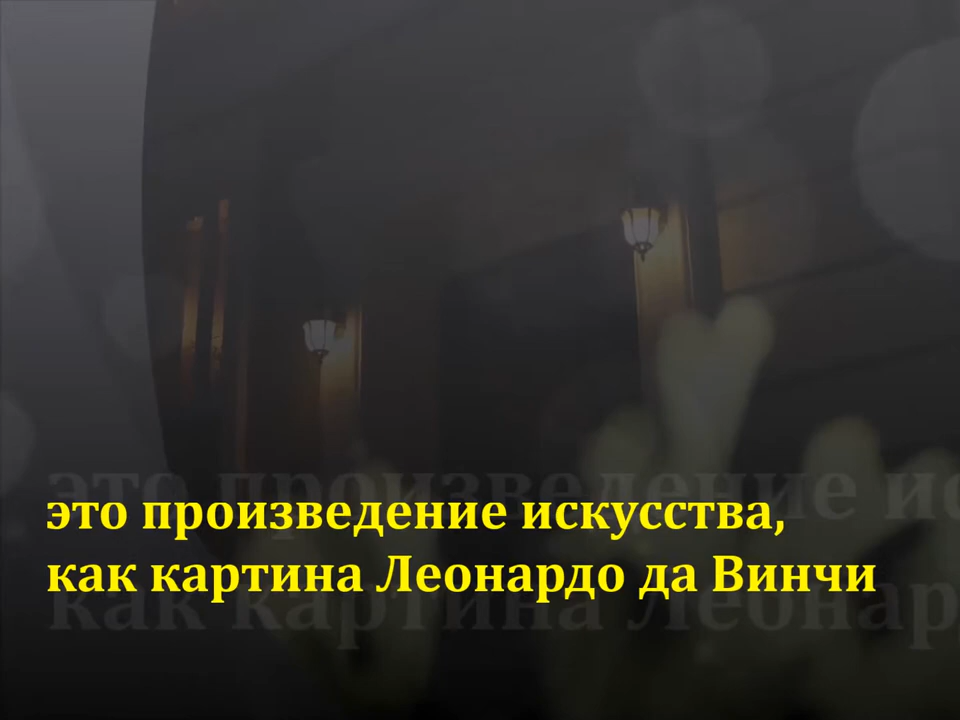 это произведение искусства,
как картина Леонардо да Винчи